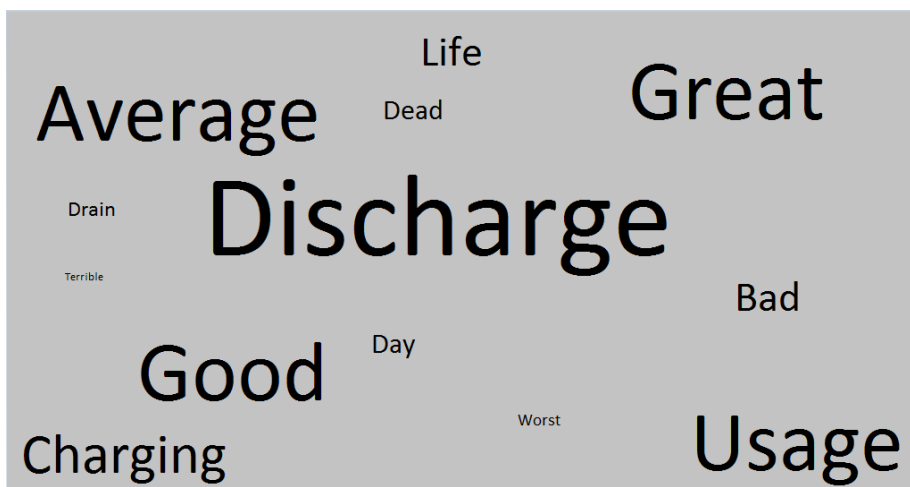 Life
Great
Average
Dead
Drain
Discharge
Terrible
Bad
Day
Good
Worst
Usage
Charging